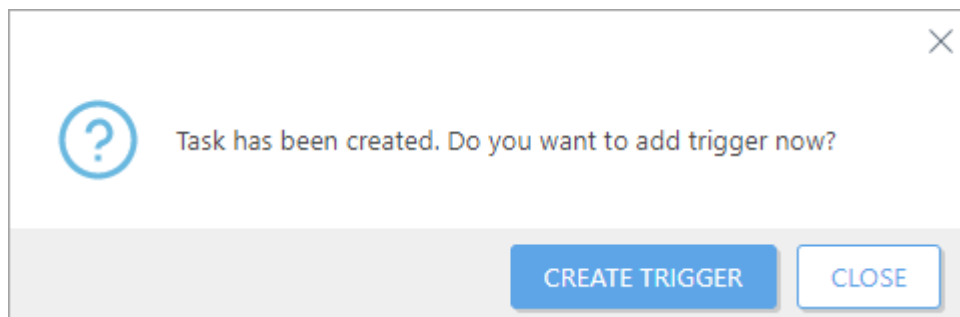 Task has been created. Do you want to add trigger now?
CREATE TRIGGER
CLOSE